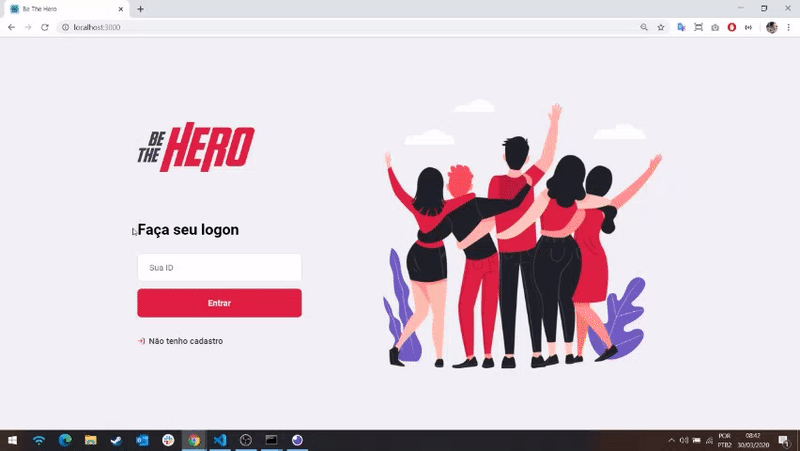 Be The Hero
localhost:3000
BE
THE HERO
Faça seu logon
Sua ID
Entrar
Não tenho cadastro
POR
PTB2
08:42
30/03/2020
1